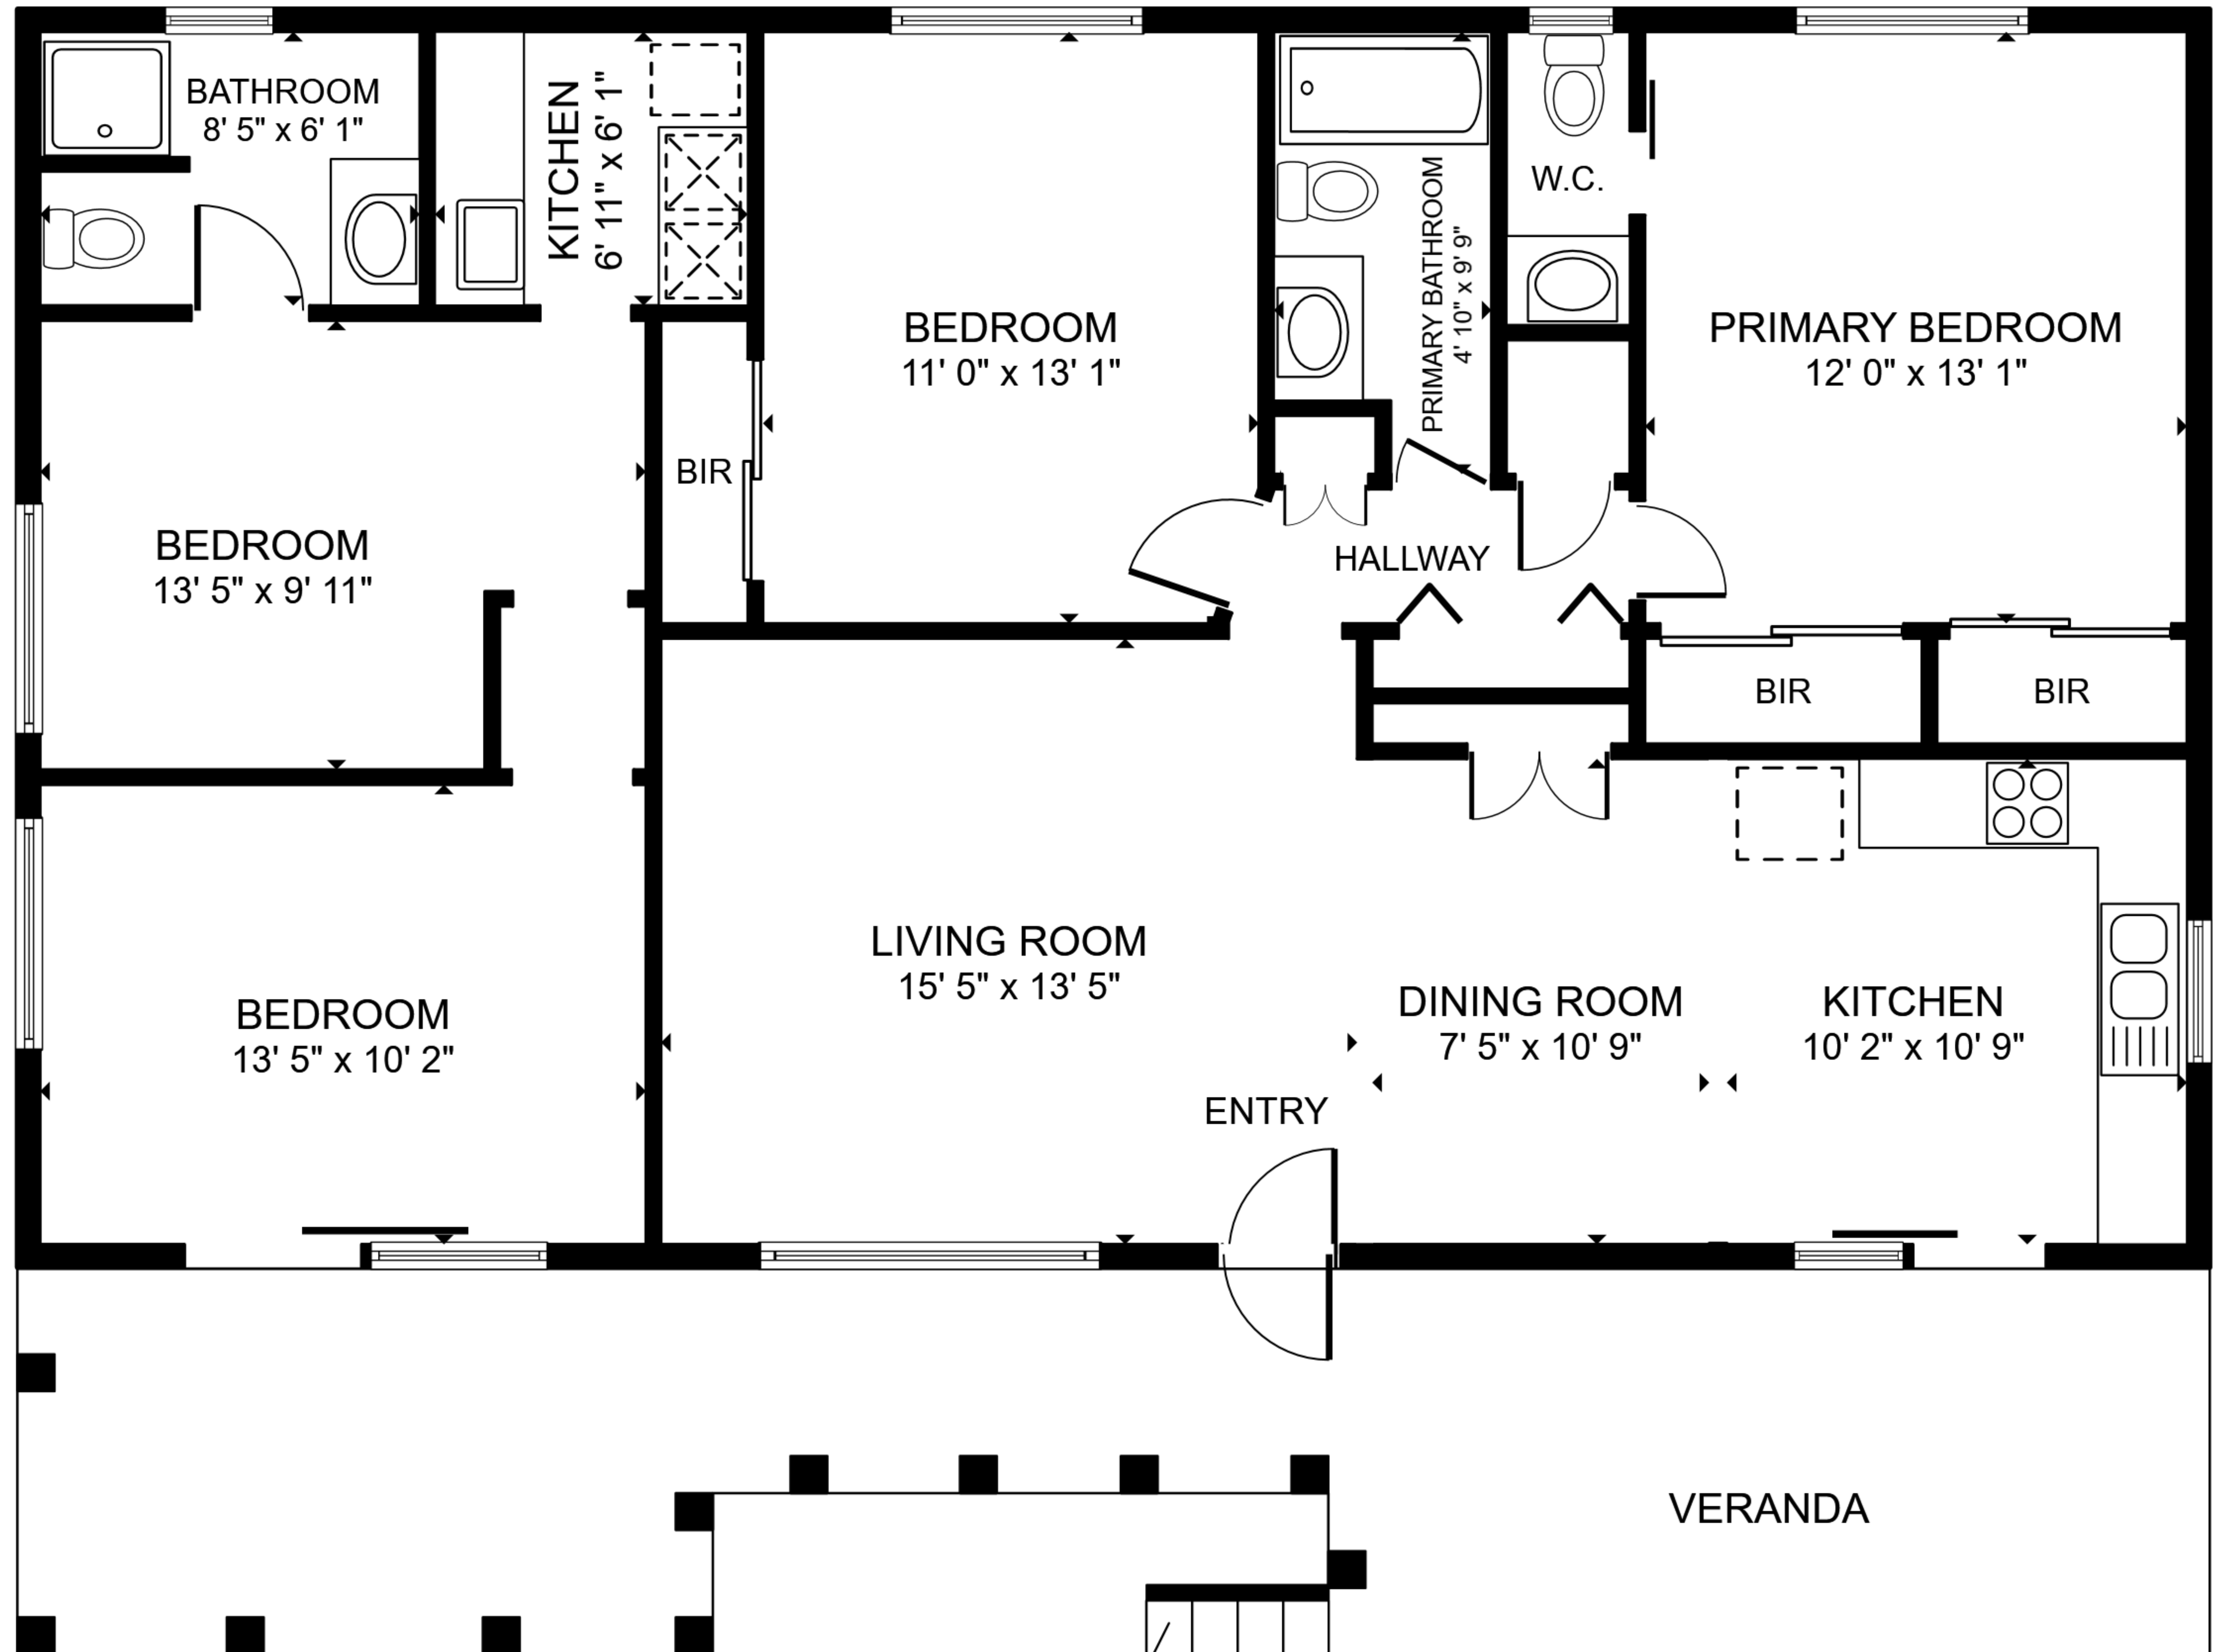 BATHROOM
8' 5" x 6' 1"
KITCHEN
6' 11" x 6' 1"
BEDROOM
11' 0" x 13' 1"
PRIMARY BATHROOM
4' 10" x 9' 9"
W.C.
PRIMARY BEDROOM
12' 0" x 13' 1"
BIR
BEDROOM
13' 5" x 9' 11"
HALLWAY
BIR
BIR
LIVING ROOM
15' 5" x 13' 5"
DINING ROOM
7' 5" x 10' 9"
KITCHEN
10' 2" x 10' 9"
BEDROOM
13' 5" x 10' 2"
ENTRY
VERANDA